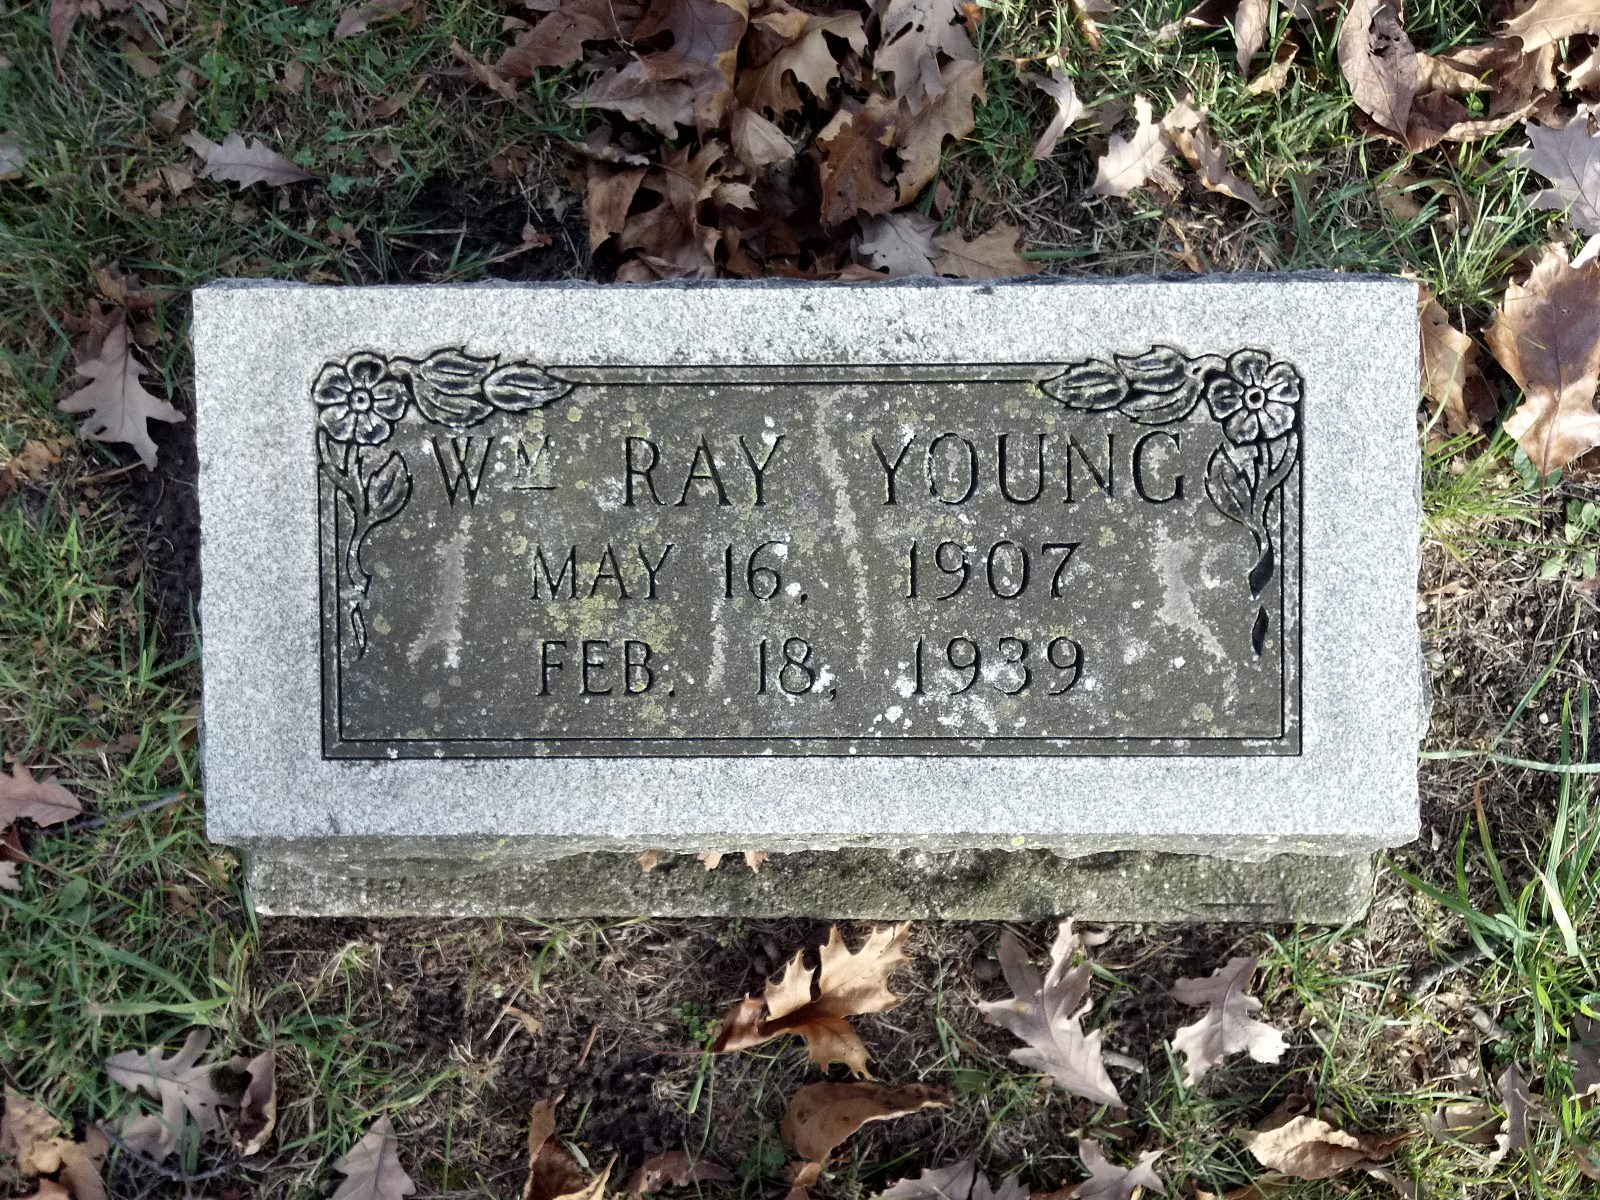 Wᴹ RAY YOUNG
MAY 16, 1907
FEB. 18, 1939